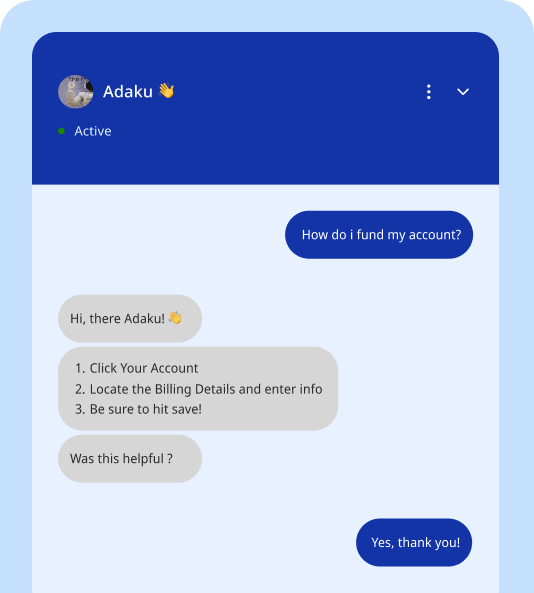 Adaku 👋
Active
How do i fund my account?
Hi, there Adaku! 👋
1. Click Your Account
2. Locate the Billing Details and enter info
3. Be sure to hit save!
Was this helpful ?
Yes, thank you!